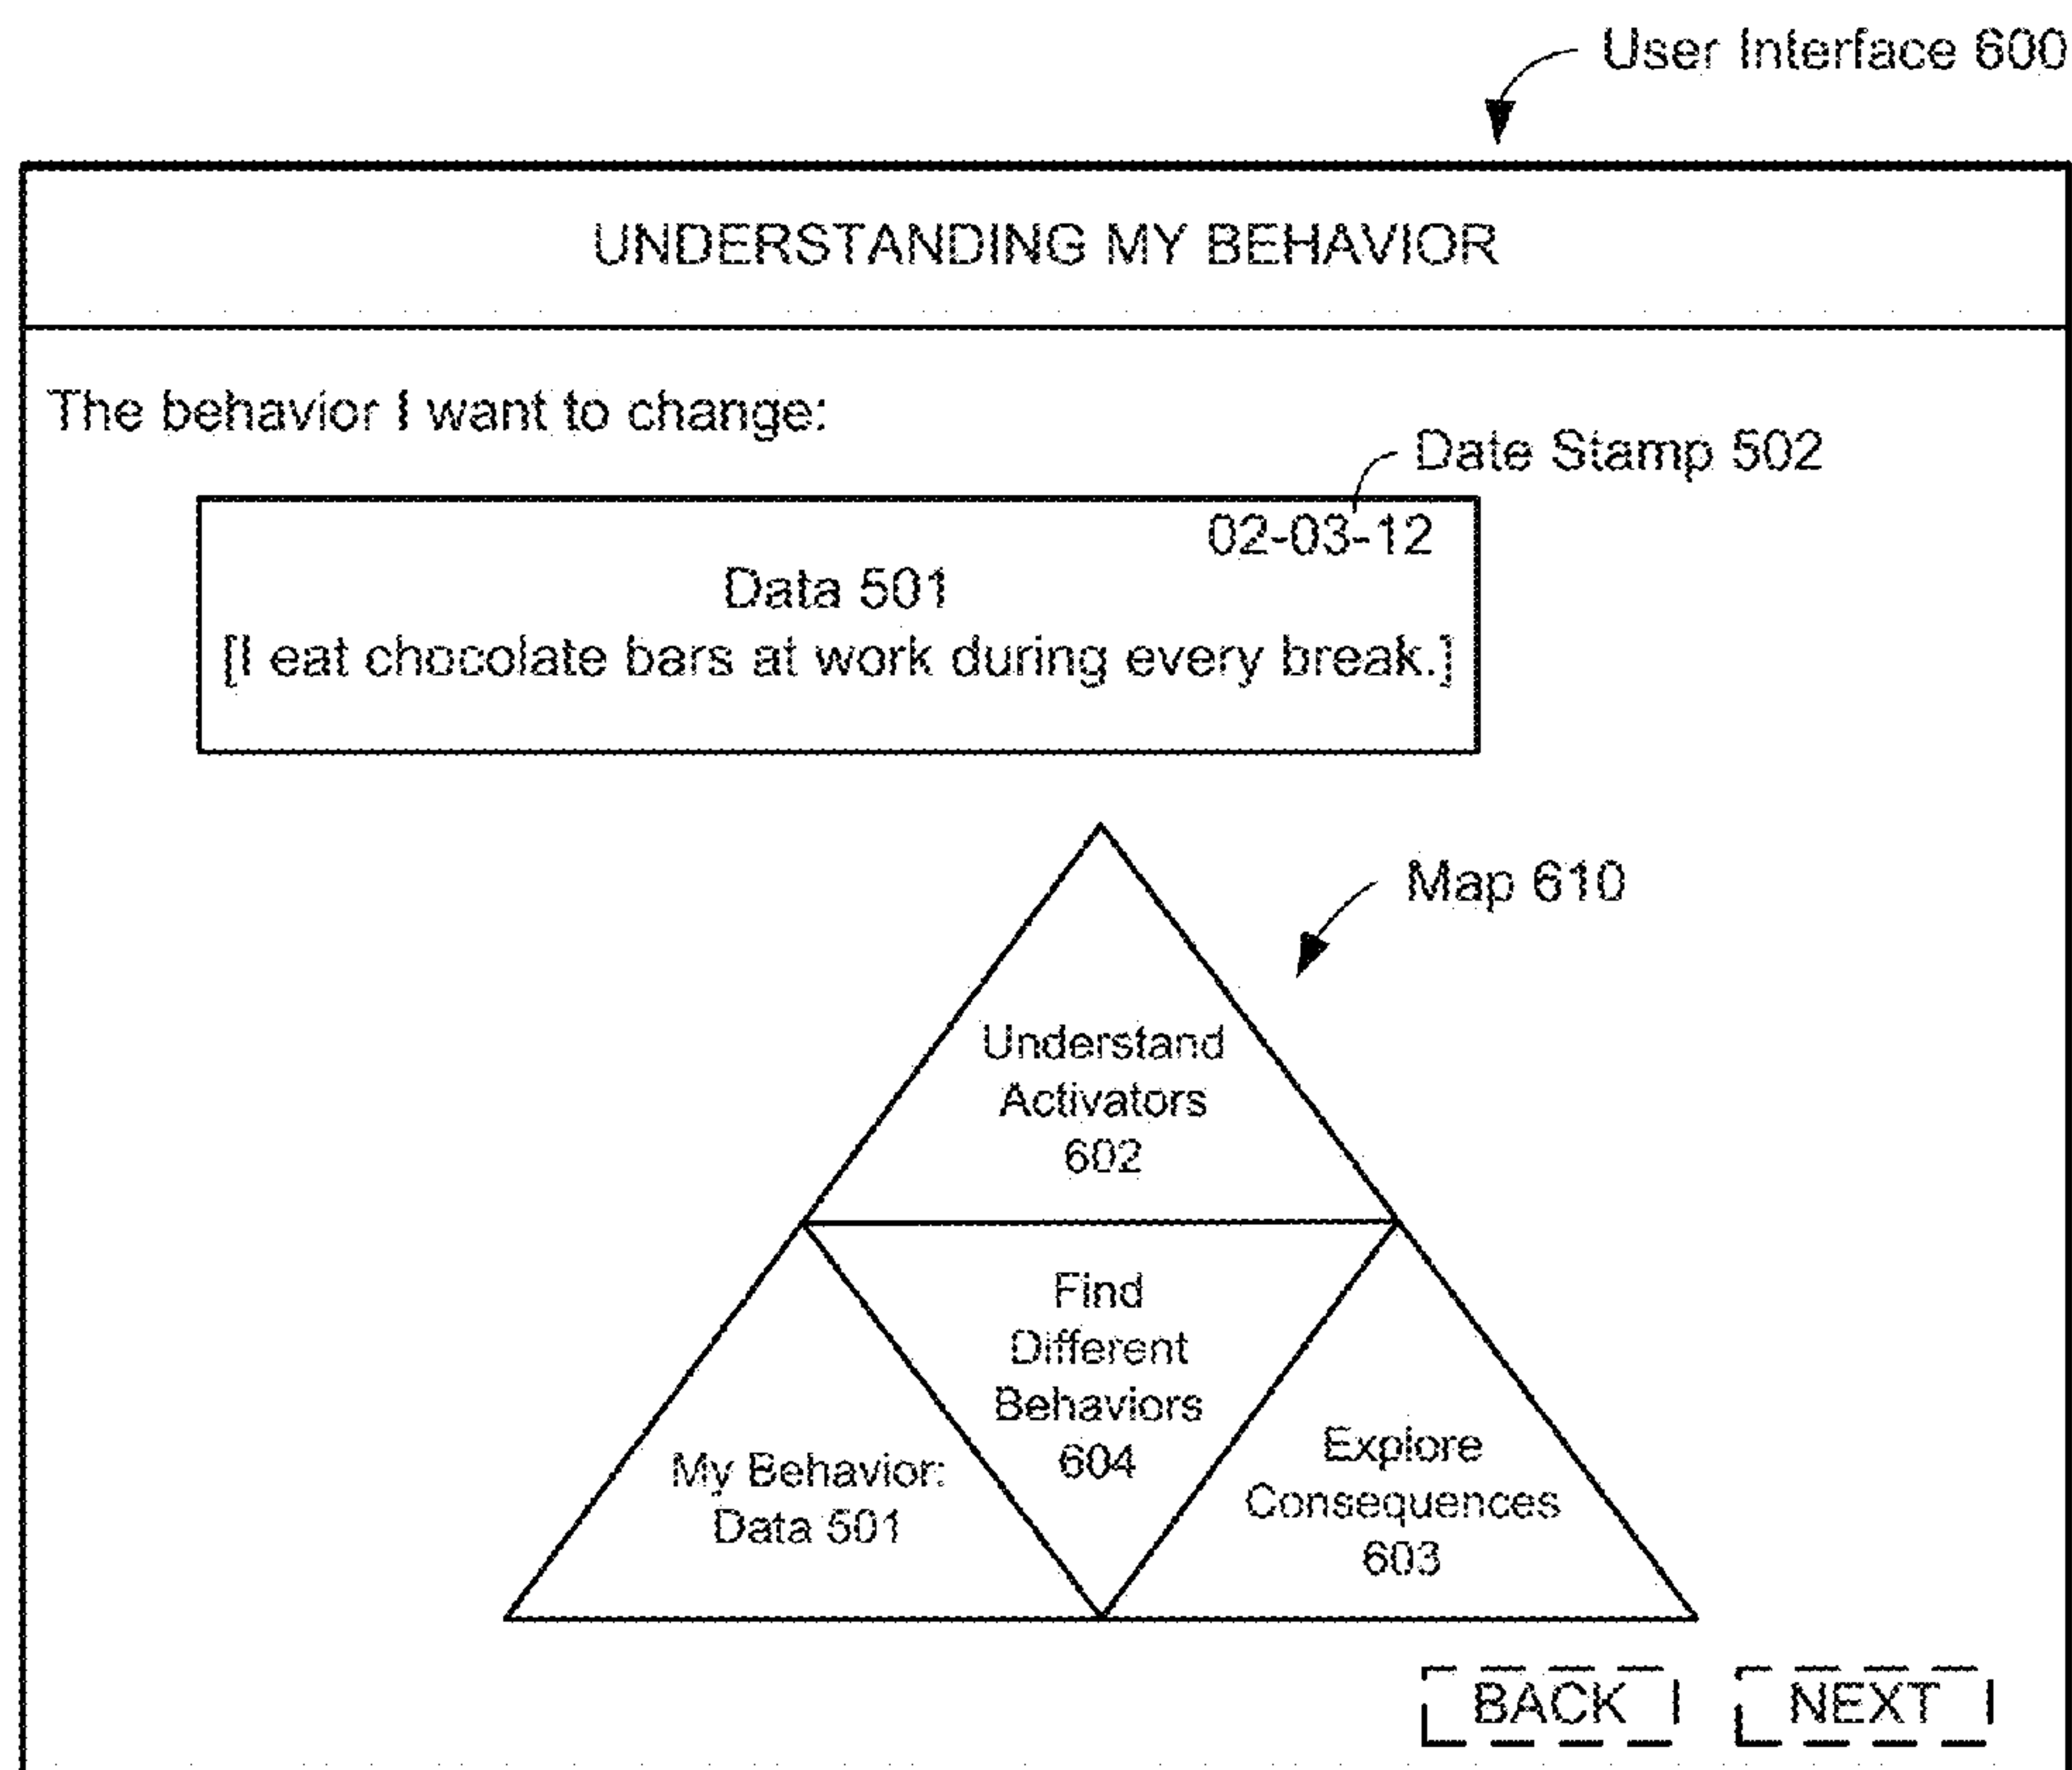 User Interface 600
UNDERSTANDING MY BEHAVIOR
The behavior I want to change:
Date Stamp 502
02-03-12
Data 501
[I eat chocolate bars at work during every break.]
Map 610
Understand
Activators
602
Find
Different
Behaviors
604
My Behavior:
Data 501
Explore
Consequences
603
BACK
NEXT